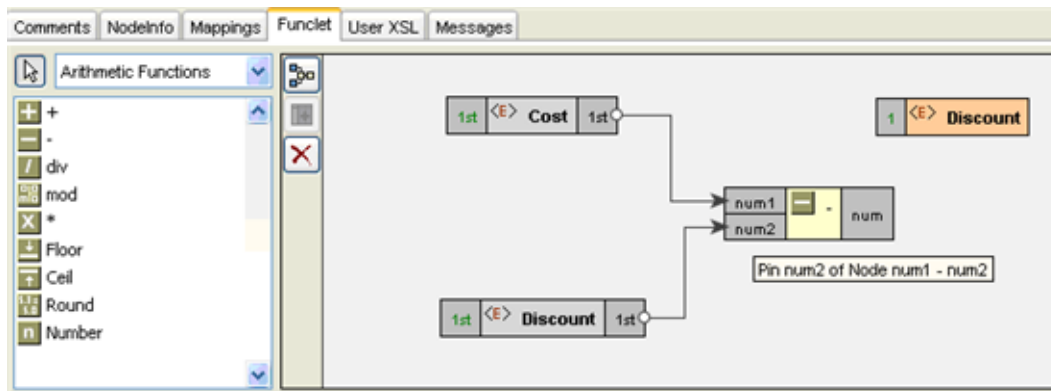 Comments NodeInfo Mappings Funclet User XSL Messages
Arithmetic Functions
+
-
div
mod
*
Floor
Ceil
Round
Number
1st <E> Cost 1st
1 <E> Discount
num1 - num
num2
Pin num2 of Node num1 - num2
1st <E> Discount 1st